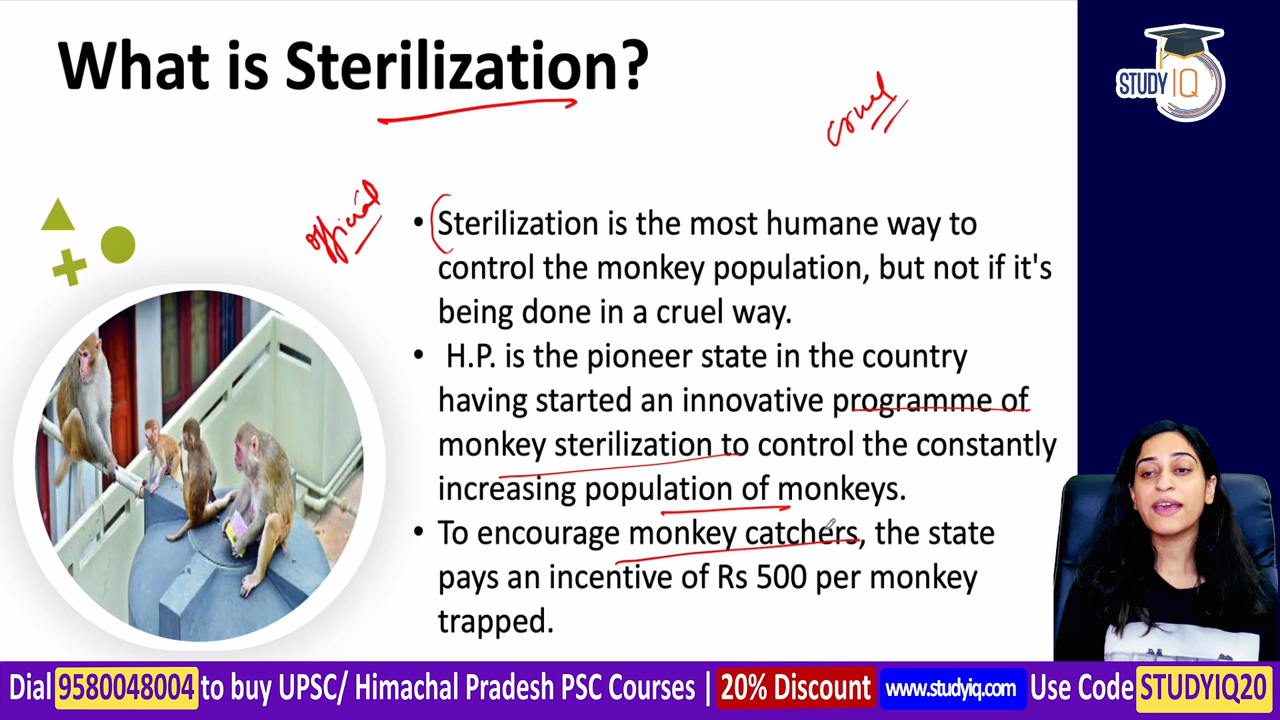 What is Sterilization?
STUDY IQ
cruel
official
• Sterilization is the most humane way to
control the monkey population, but not if it's
being done in a cruel way.
• H.P. is the pioneer state in the country
having started an innovative programme of
monkey sterilization to control the constantly
increasing population of monkeys.
• To encourage monkey catchers, the state
pays an incentive of Rs 500 per monkey
trapped.
Dial 9580048004 to buy UPSC/ Himachal Pradesh PSC Courses | 20% Discount www.studyiq.com Use Code STUDYIQ20